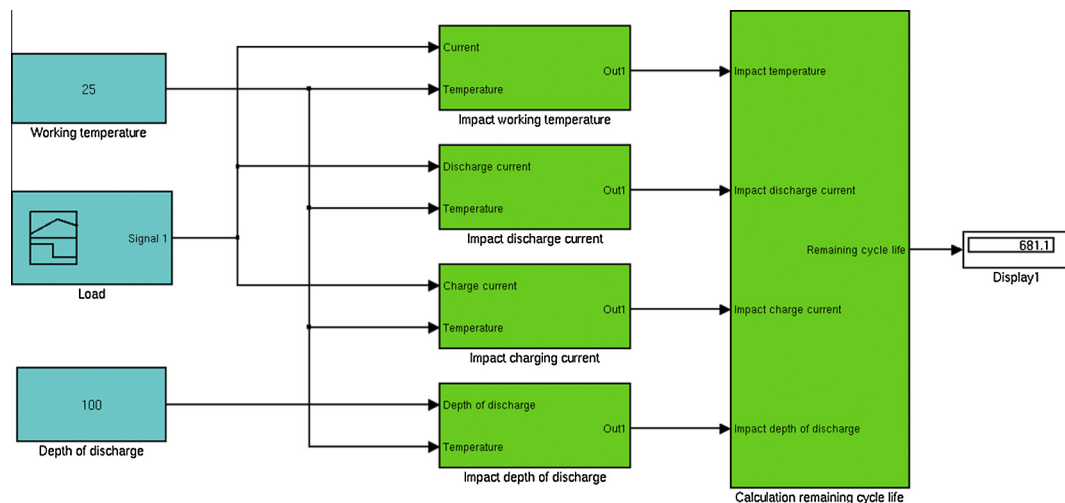 25
Working temperature
Signal 1
Load
100
Depth of discharge
Current
Temperature
Out1
Impact working temperature
Discharge current
Temperature
Out1
Impact discharge current
Charge current
Temperature
Out1
Impact charging current
Depth of discharge
Temperature
Out1
Impact depth of discharge
Impact temperature
Impact discharge current
Remaining cycle life
Impact charge current
Impact depth of discharge
Calculation remaining cycle life
681.1
Display1